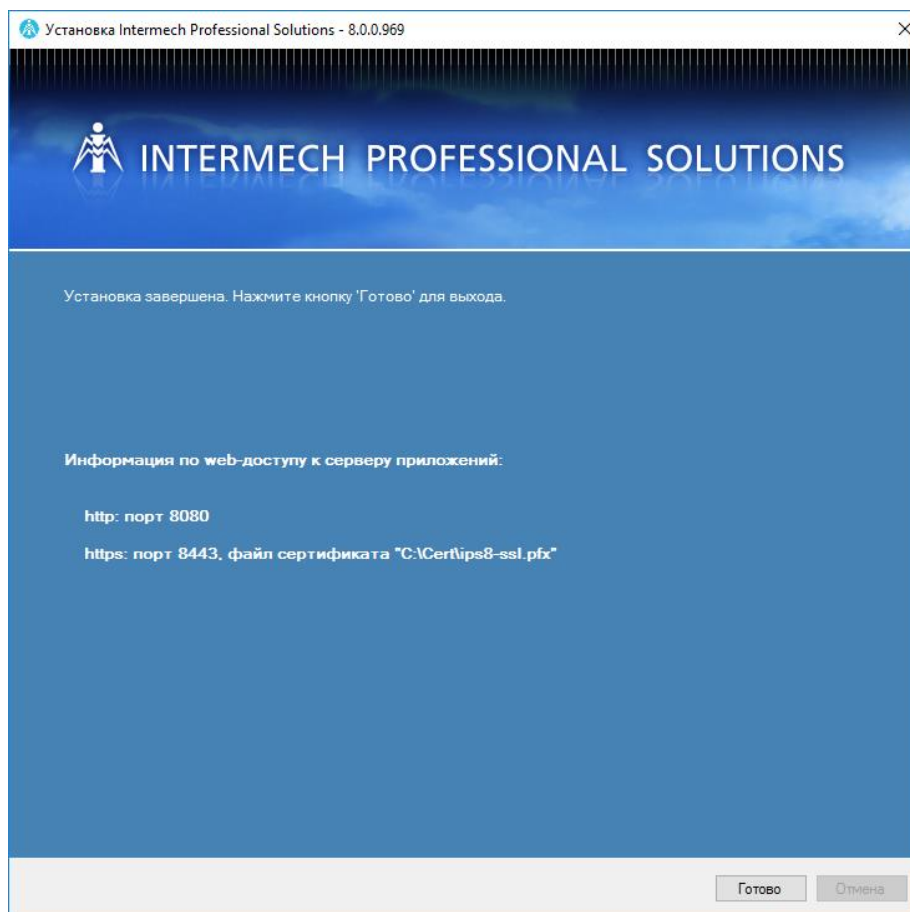 Установка Intermech Professional Solutions - 8.0.0.969
INTERMECH PROFESSIONAL SOLUTIONS
Установка завершена. Нажмите кнопку 'Готово' для выхода.
Информация по web-доступу к серверу приложений:
http: порт 8080
https: порт 8443, файл сертификата "C:\Cert\ips8-ssl.pfx"
Готово Отмена